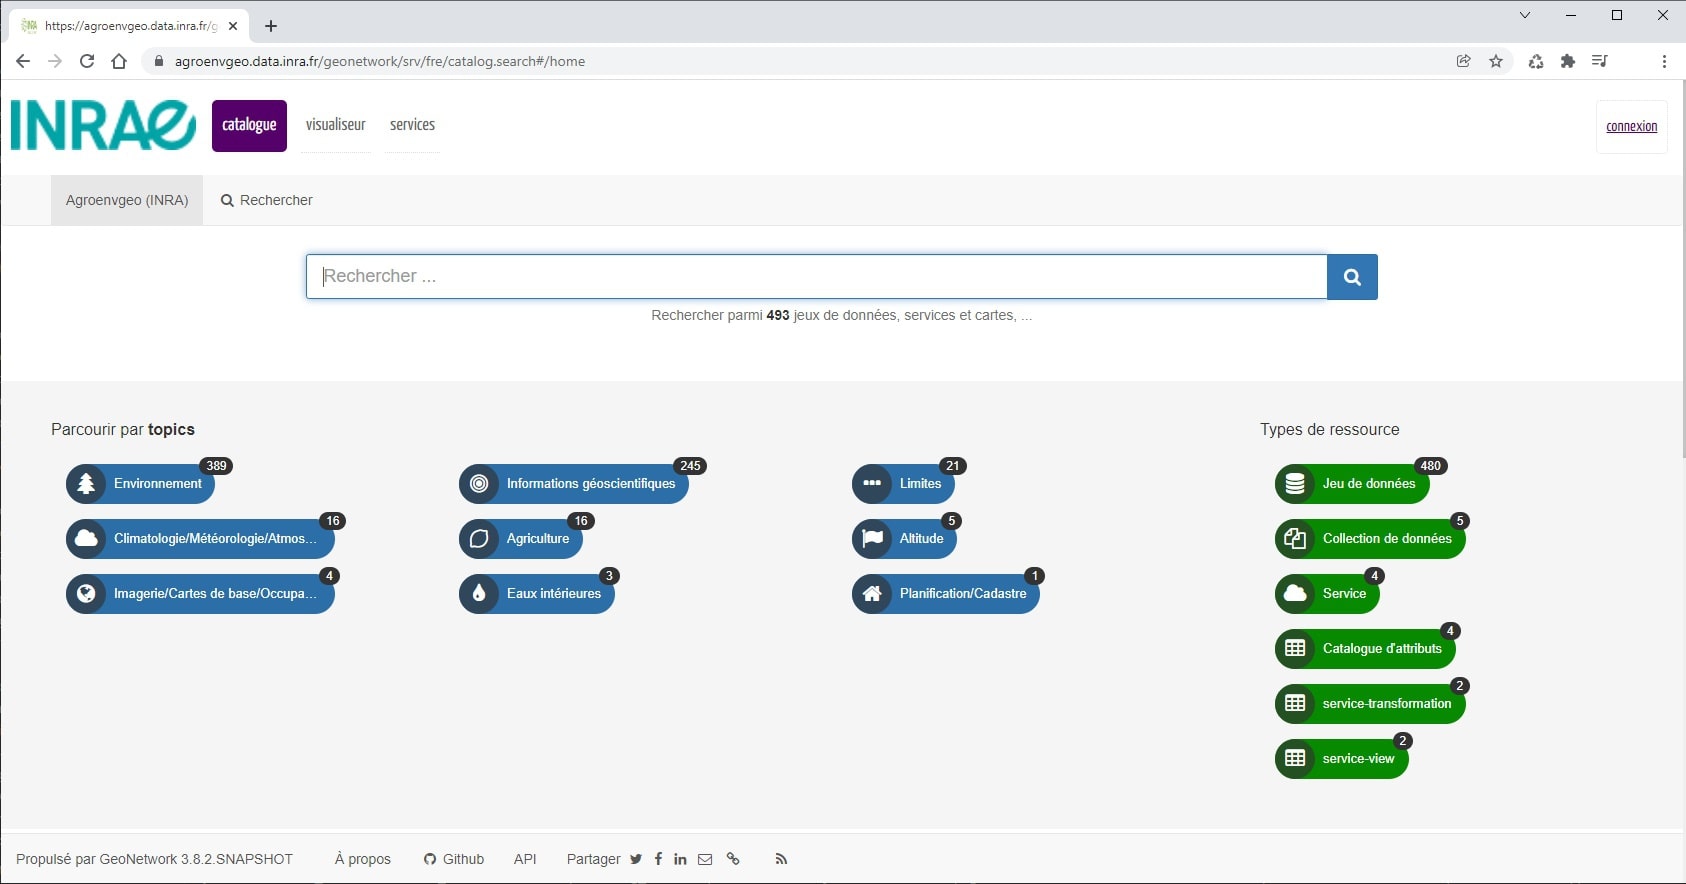 https://agroenvgeo.data.inra.fr/g
agroenvgeo.data.inra.fr/geonetwork/srv/fre/catalog.search#/home
INRAe catalogue visualiseur services connexion
Agroenvgeo (INRA) Rechercher
Rechercher ...
Rechercher parmi 493 jeux de données, services et cartes, ...
Parcourir par topics
Environnement 389
Informations géoscientifiques 245
Limites 21
Climatologie/Météorologie/Atmos... 16
Agriculture 16
Altitude 5
Imagerie/Cartes de base/Occupa... 4
Eaux intérieures 3
Planification/Cadastre 1
Types de ressource
Jeu de données 480
Collection de données 5
Service 4
Catalogue d'attributs 4
service-transformation 2
service-view 2
Propulsé par GeoNetwork 3.8.2.SNAPSHOT À propos Github API Partager